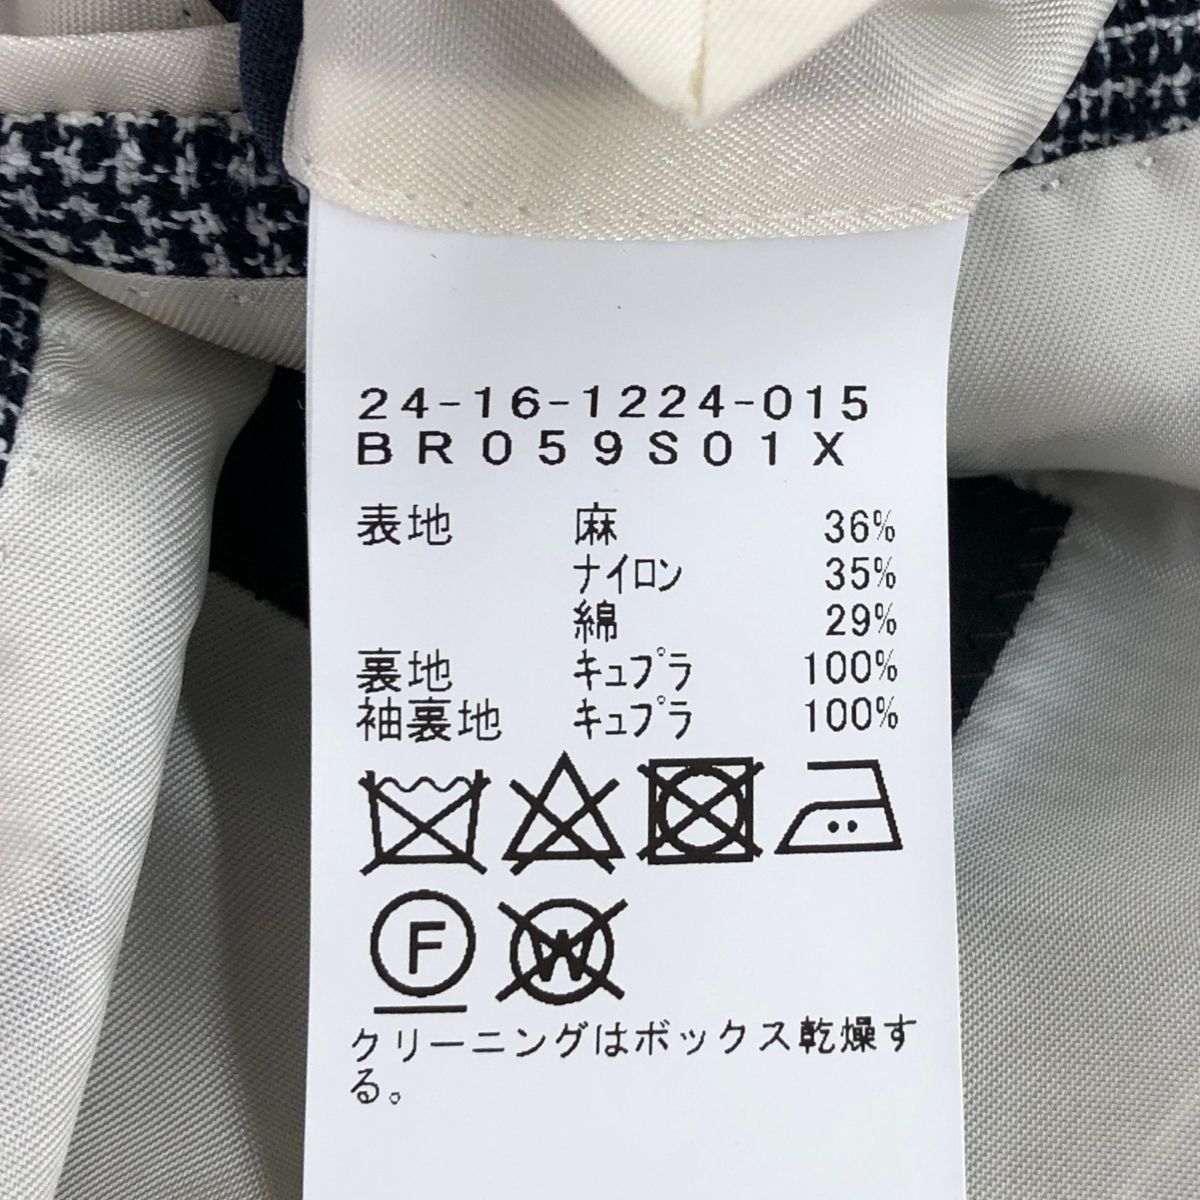 24-16-1224-015
BR059S01X
表地 麻 36%
ナイロン 35%
綿 29%
裏地 キュプラ 100%
袖裏地 キュプラ 100%
F W
クリーニングはボックス乾燥す
る。